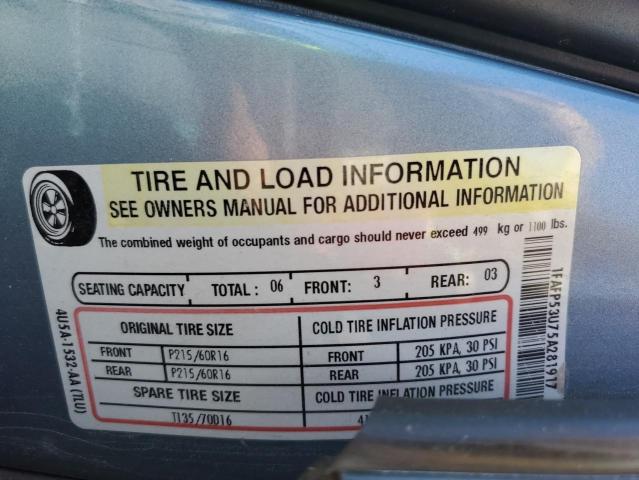 TIRE AND LOAD INFORMATION
SEE OWNERS MANUAL FOR ADDITIONAL INFORMATION
The combined weight of occupants and cargo should never exceed 499 kg or 1100 lbs.
SEATING CAPACITY TOTAL: 06 FRONT: 3 REAR: 03
ORIGINAL TIRE SIZE COLD TIRE INFLATION PRESSURE
FRONT P215/60R16 FRONT 205 KPA, 30 PSI
REAR P215/60R16 REAR 205 KPA, 30 PSI
SPARE TIRE SIZE COLD TIRE INFLATION PRESSURE
T135/70D16
4U5A-1532-AA (TLU)
1FAFP53U75A281917